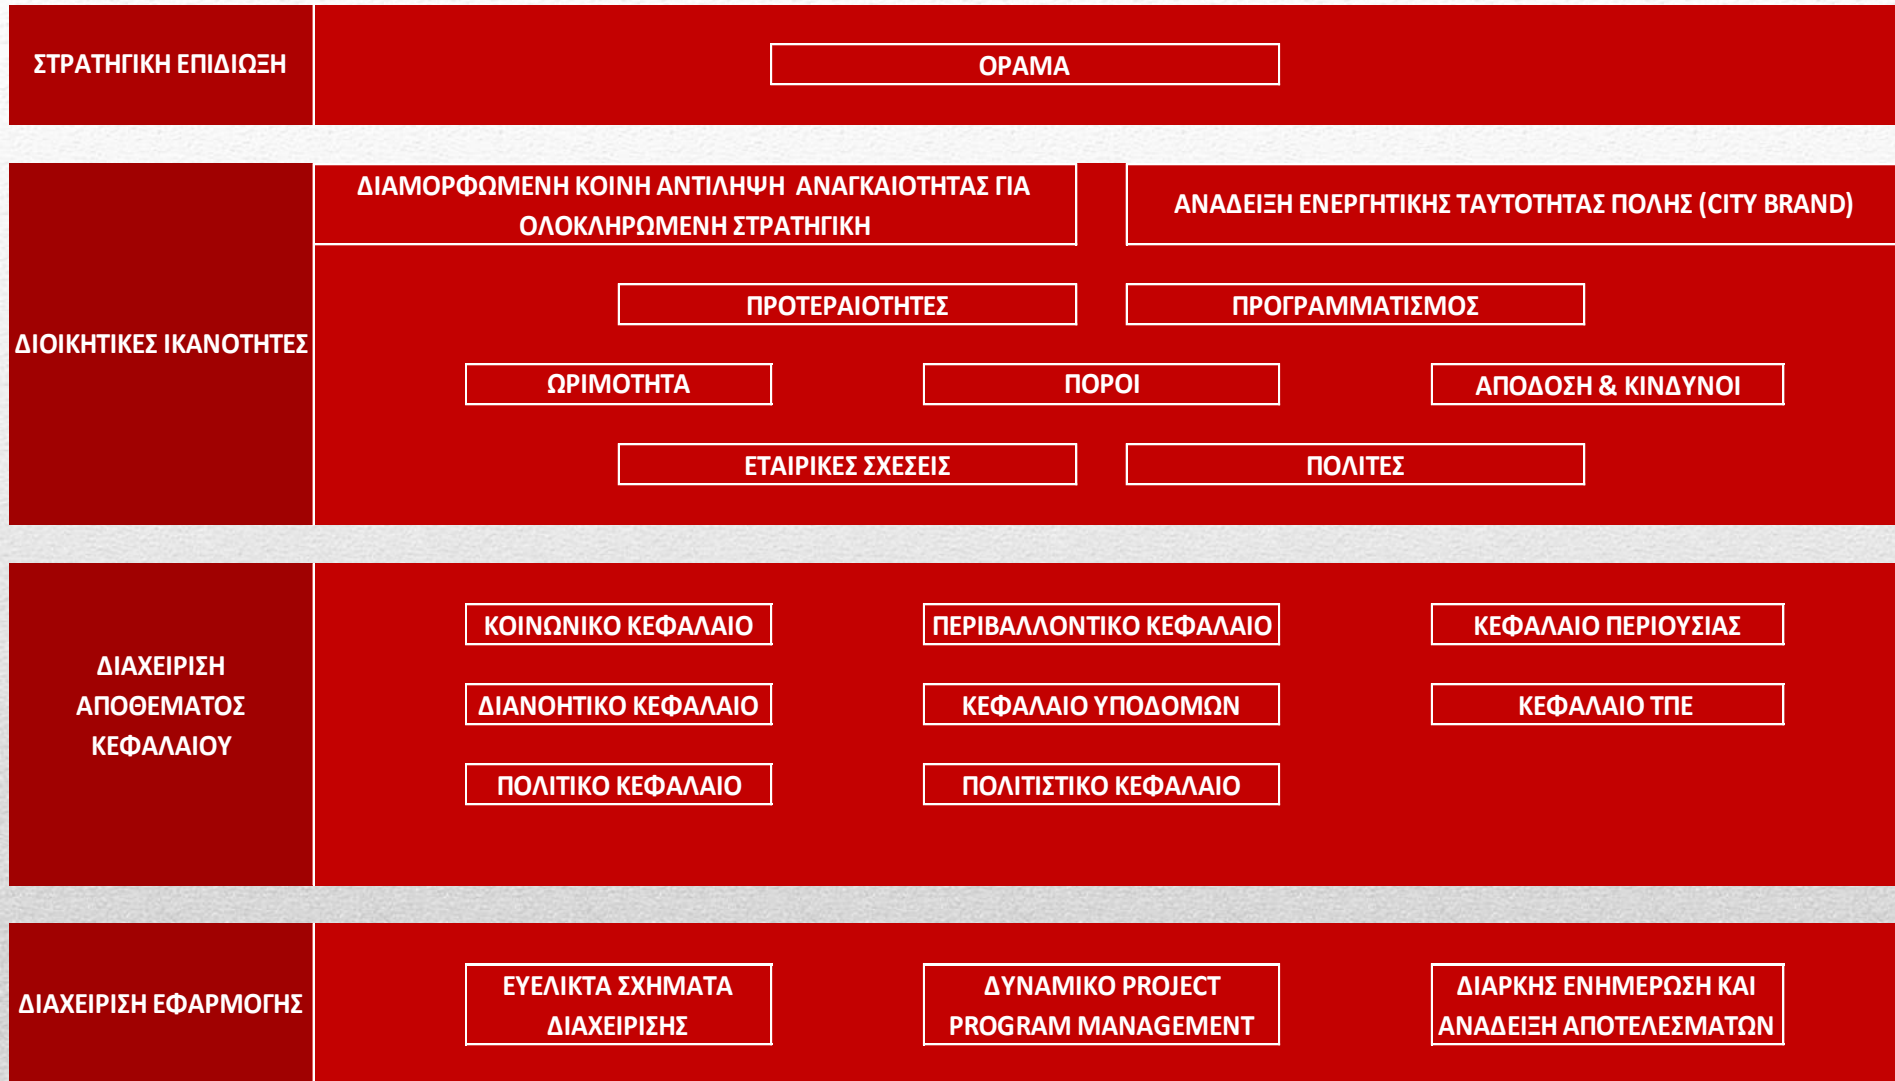 ΣΤΡΑΤΗΓΙΚΗ ΕΠΙΔΙΩΞΗ
ΟΡΑΜΑ
ΔΙΟΙΚΗΤΙΚΕΣ ΙΚΑΝΟΤΗΤΕΣ
ΔΙΑΜΟΡΦΩΜΕΝΗ ΚΟΙΝΗ ΑΝΤΙΛΗΨΗ ΑΝΑΓΚΑΙΟΤΗΤΑΣ ΓΙΑ
ΟΛΟΚΛΗΡΩΜΕΝΗ ΣΤΡΑΤΗΓΙΚΗ
ΑΝΑΔΕΙΞΗ ΕΝΕΡΓΗΤΙΚΗΣ ΤΑΥΤΟΤΗΤΑΣ ΠΟΛΗΣ (CITY BRAND)
ΠΡΟΤΕΡΑΙΟΤΗΤΕΣ
ΠΡΟΓΡΑΜΜΑΤΙΣΜΟΣ
ΩΡΙΜΟΤΗΤΑ
ΠΟΡΟΙ
ΑΠΟΔΟΣΗ & ΚΙΝΔΥΝΟΙ
ΕΤΑΙΡΙΚΕΣ ΣΧΕΣΕΙΣ
ΠΟΛΙΤΕΣ
ΔΙΑΧΕΙΡΙΣΗ
ΑΠΟΘΕΜΑΤΟΣ
ΚΕΦΑΛΑΙΟΥ
ΚΟΙΝΩΝΙΚΟ ΚΕΦΑΛΑΙΟ
ΠΕΡΙΒΑΛΛΟΝΤΙΚΟ ΚΕΦΑΛΑΙΟ
ΚΕΦΑΛΑΙΟ ΠΕΡΙΟΥΣΙΑΣ
ΔΙΑΝΟΗΤΙΚΟ ΚΕΦΑΛΑΙΟ
ΚΕΦΑΛΑΙΟ ΥΠΟΔΟΜΩΝ
ΚΕΦΑΛΑΙΟ ΤΠΕ
ΠΟΛΙΤΙΚΟ ΚΕΦΑΛΑΙΟ
ΠΟΛΙΤΙΣΤΙΚΟ ΚΕΦΑΛΑΙΟ
ΔΙΑΧΕΙΡΙΣΗ ΕΦΑΡΜΟΓΗΣ
ΕΥΕΛΙΚΤΑ ΣΧΗΜΑΤΑ
ΔΙΑΧΕΙΡΙΣΗΣ
ΔΥΝΑΜΙΚΟ PROJECT
PROGRAM MANAGEMENT
ΔΙΑΡΚΗΣ ΕΝΗΜΕΡΩΣΗ ΚΑΙ
ΑΝΑΔΕΙΞΗ ΑΠΟΤΕΛΕΣΜΑΤΩΝ